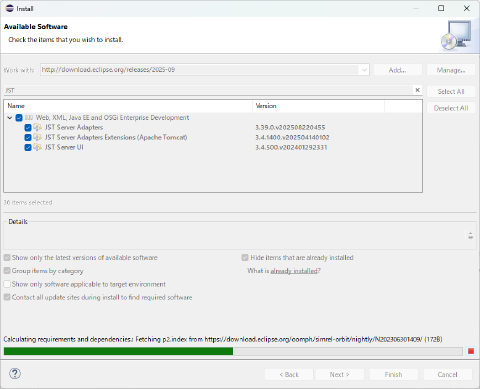 Install
Available Software
Check the items that you wish to install.
Work with: http://download.eclipse.org/releases/2025-09
Add...
Manage...
JST
Select All
Deselect All
Name Version
Web, XML, Java EE and OSGi Enterprise Development
JST Server Adapters 3.39.0.v202508220455
JST Server Adapters Extensions (Apache Tomcat) 3.4.1400.v202504140102
JST Server UI 3.4.500.v202401292331
36 items selected
Details
Show only the latest versions of available software
Hide items that are already installed
Group items by category
What is already installed?
Show only software applicable to target environment
Contact all update sites during install to find required software
Calculating requirements and dependencies.: Fetching p2.index from https://download.eclipse.org/oomph/simrel-orbit/nightly/N202306301409/ (172B)
< Back
Next >
Finish
Cancel